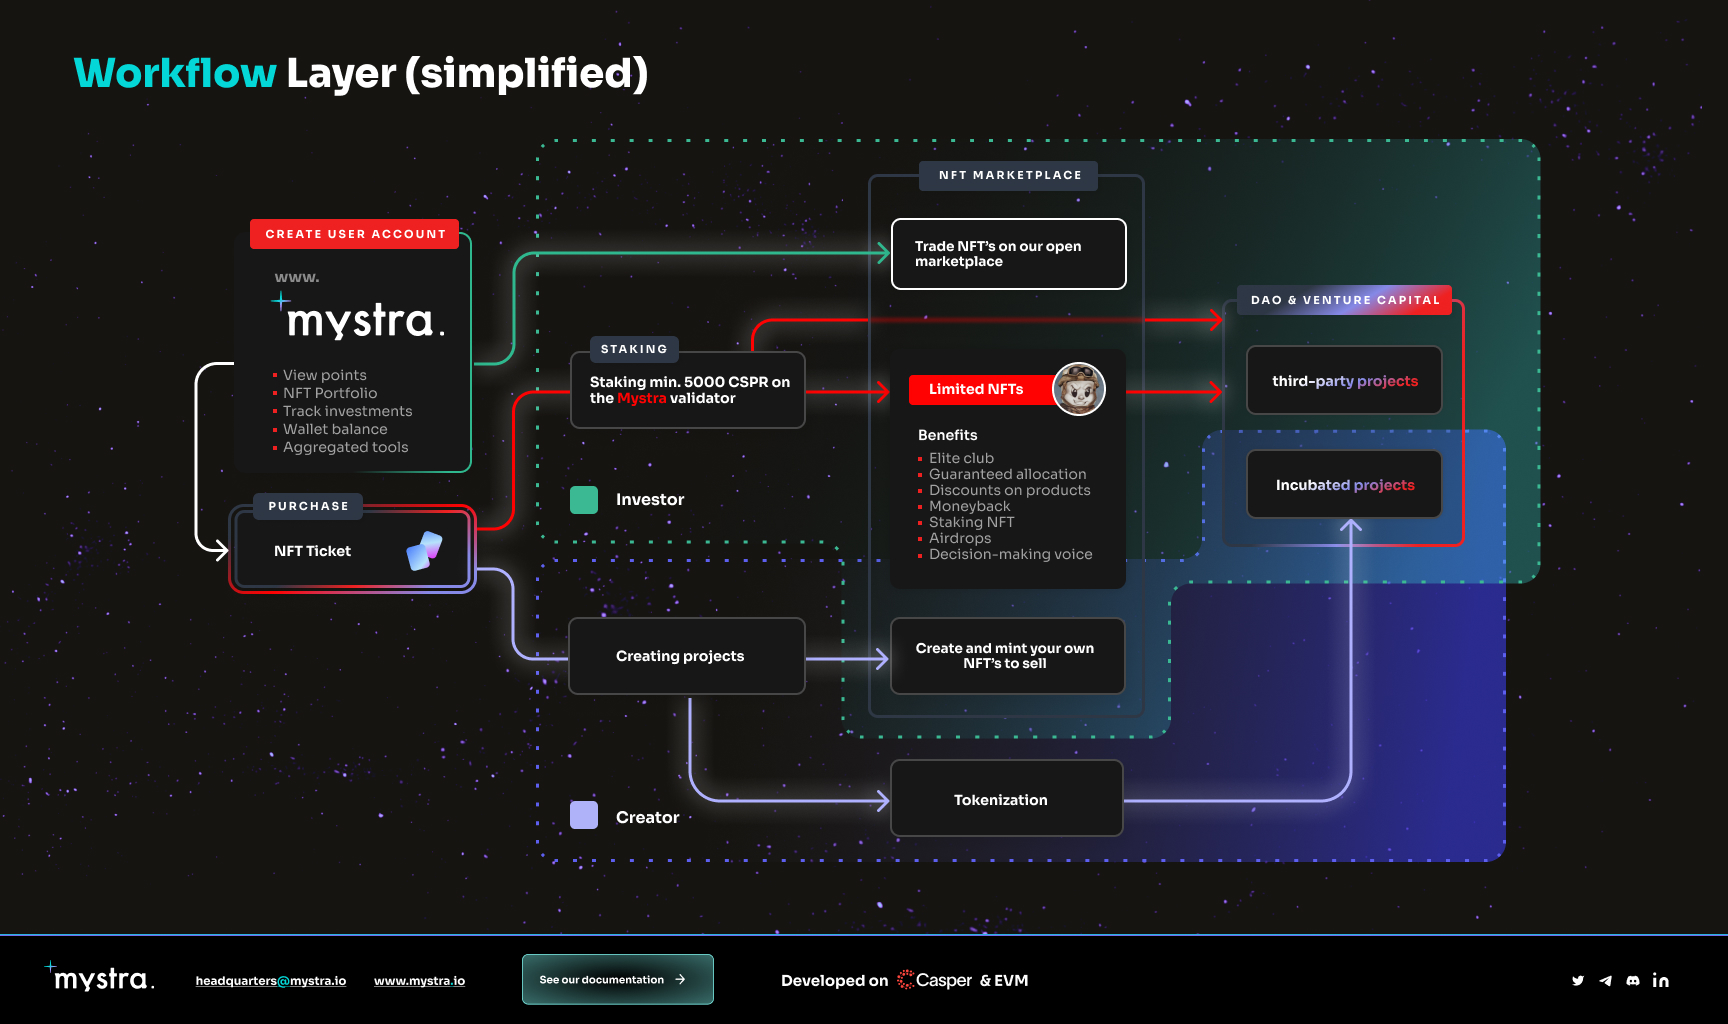 Workflow Layer (simplified)
CREATE USER ACCOUNT
www.
mystra.
View points
NFT Portfolio
Track investments
Wallet balance
Aggregated tools
PURCHASE
NFT Ticket
STAKING
Staking min. 5000 CSPR on
the Mystra validator
Investor
Creating projects
Creator
NFT MARKETPLACE
Trade NFT's on our open
marketplace
Limited NFTs
Benefits
Elite club
Guaranteed allocation
Discounts on products
Moneyback
Staking NFT
Airdrops
Decision-making voice
Create and mint your own
NFT's to sell
Tokenization
DAO & VENTURE CAPITAL
third-party projects
Incubated projects
mystra.
headquarters@mystra.io
www.mystra.io
See our documentation
Developed on Casper & EVM
in